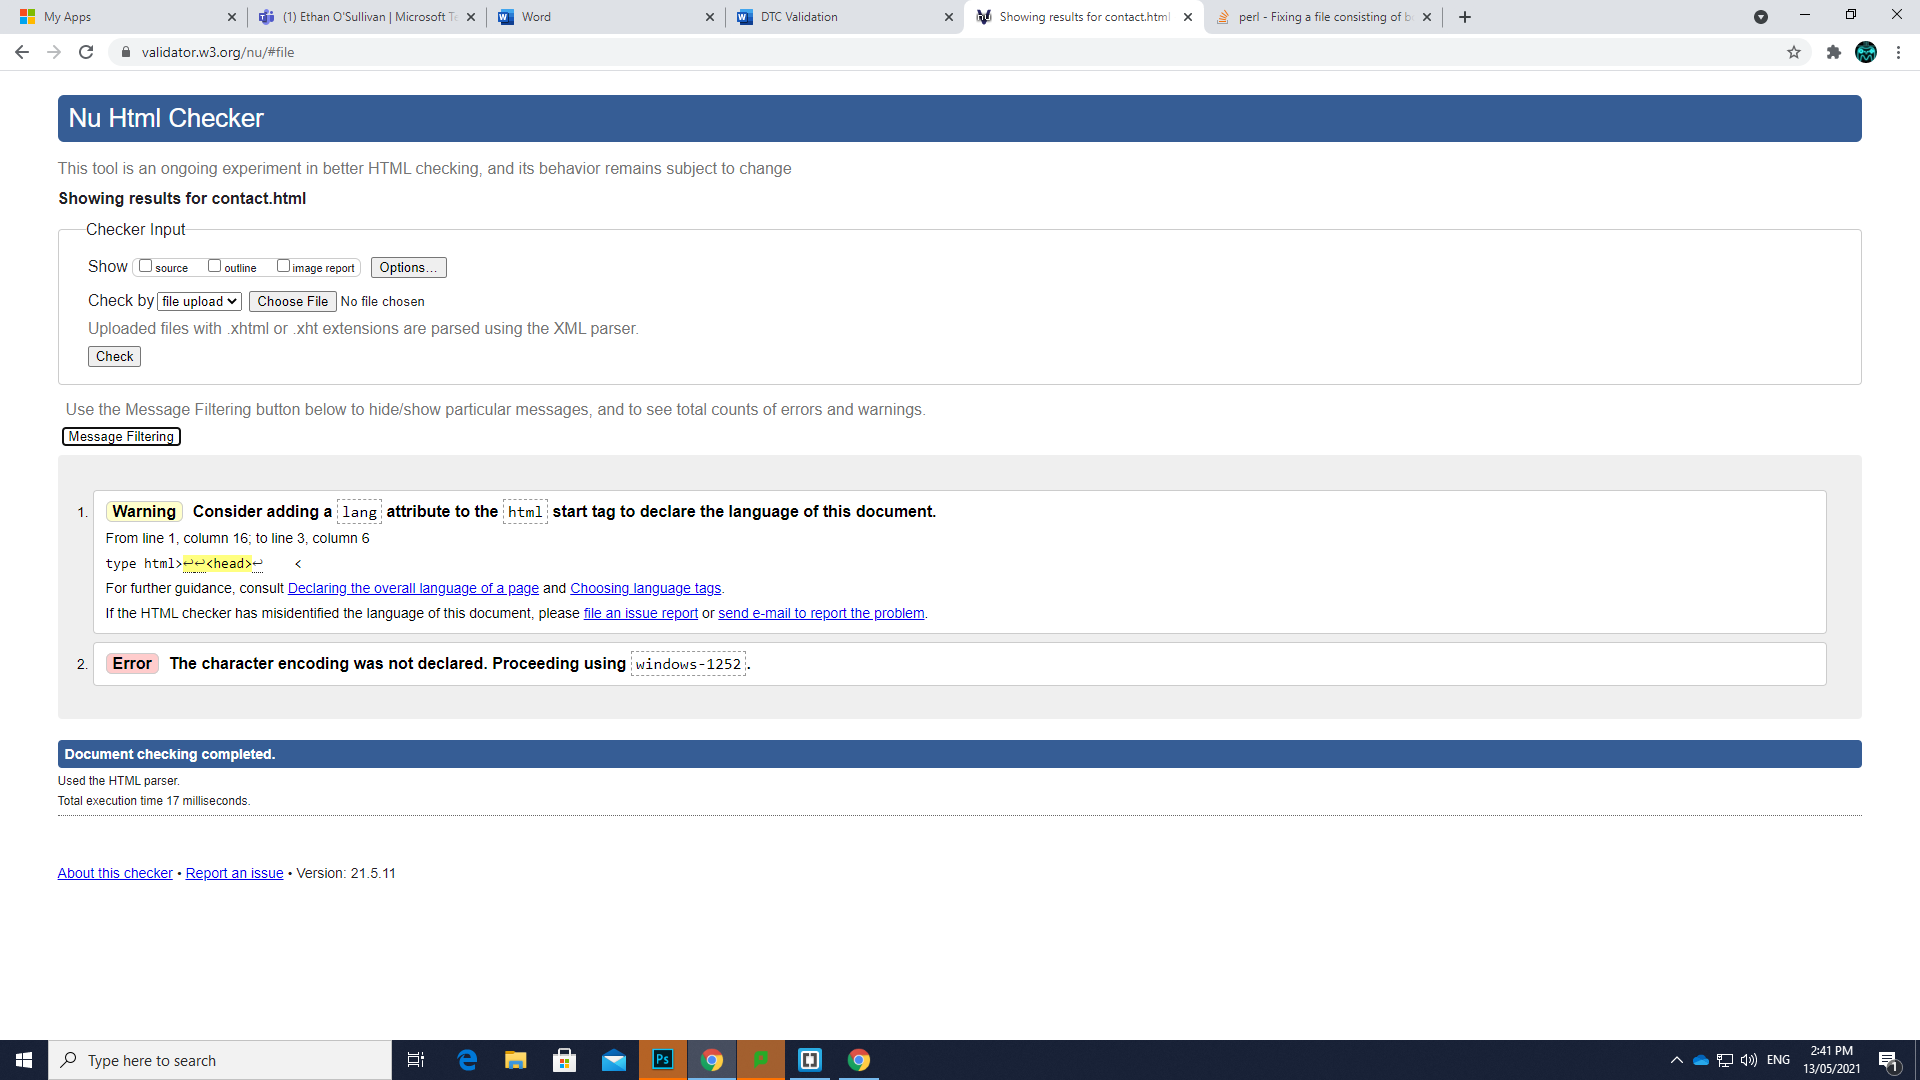 My Apps
(1) Ethan O'Sullivan | Microsoft Te
Word
DTC Validation
Showing results for contact.html
perl - Fixing a file consisting of b
validator.w3.org/nu/#file
Nu Html Checker
This tool is an ongoing experiment in better HTML checking, and its behavior remains subject to change
Showing results for contact.html
Checker Input
Show source outline image report Options...
Check by file upload Choose File No file chosen
Uploaded files with .xhtml or .xht extensions are parsed using the XML parser.
Check
Use the Message Filtering button below to hide/show particular messages, and to see total counts of errors and warnings.
Message Filtering
1. Warning Consider adding a lang attribute to the html start tag to declare the language of this document.
From line 1, column 16; to line 3, column 6
type html>↩↩<head>↩    <
For further guidance, consult Declaring the overall language of a page and Choosing language tags.
If the HTML checker has misidentified the language of this document, please file an issue report or send e-mail to report the problem.
2. Error The character encoding was not declared. Proceeding using windows-1252.
Document checking completed.
Used the HTML parser.
Total execution time 17 milliseconds.
About this checker • Report an issue • Version: 21.5.11
Type here to search
Ps
ENG
2:41 PM
13/05/2021
1